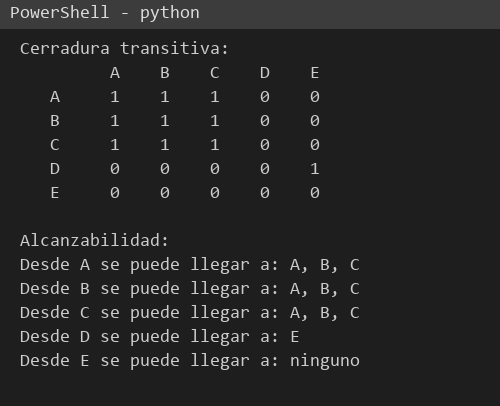 PowerShell - python
Cerradura transitiva:
A B C D E
A 1 1 1 0 0
B 1 1 1 0 0
C 1 1 1 0 0
D 0 0 0 0 1
E 0 0 0 0 0
Alcanzabilidad:
Desde A se puede llegar a: A, B, C
Desde B se puede llegar a: A, B, C
Desde C se puede llegar a: A, B, C
Desde D se puede llegar a: E
Desde E se puede llegar a: ninguno